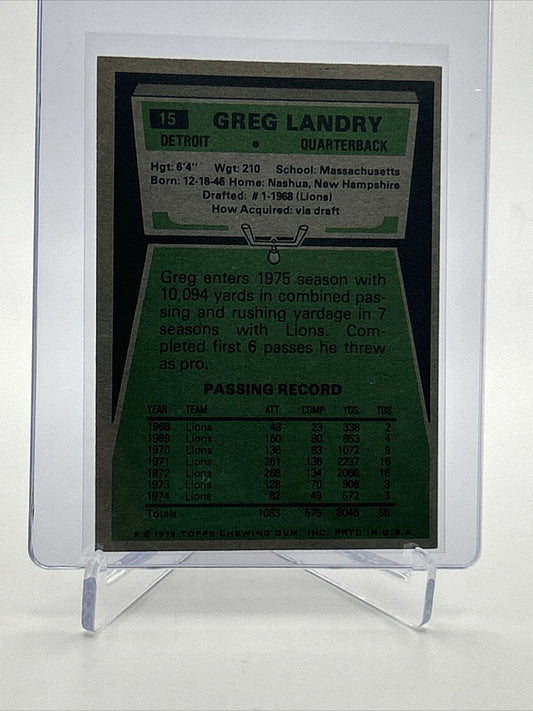 15 GREG LANDRY
DETROIT • QUARTERBACK
Hgt: 6'4" Wgt: 210 School: Massachusetts
Born: 12-18-46 Home: Nashua, New Hampshire
Drafted: #1-1968 (Lions)
How Acquired: via draft
Greg enters 1975 season with
10,094 yards in combined pas-
sing and rushing yardage in 7
seasons with Lions. Com-
pleted first 6 passes he threw
as pro.
PASSING RECORD
YEAR TEAM ATT. COMP. YDS. TDS.
1968 Lions 48 23 338 2
1969 Lions 160 80 853 4
1970 Lions 136 83 1072 9
1971 Lions 261 136 2237 16
1972 Lions 268 134 2066 18
1973 Lions 128 70 908 3
1974 Lions 82 49 572 3
Totals 1083 575 8046 55
* © 1975 TOPPS CHEWING GUM, INC. PRTD. IN U.S.A.